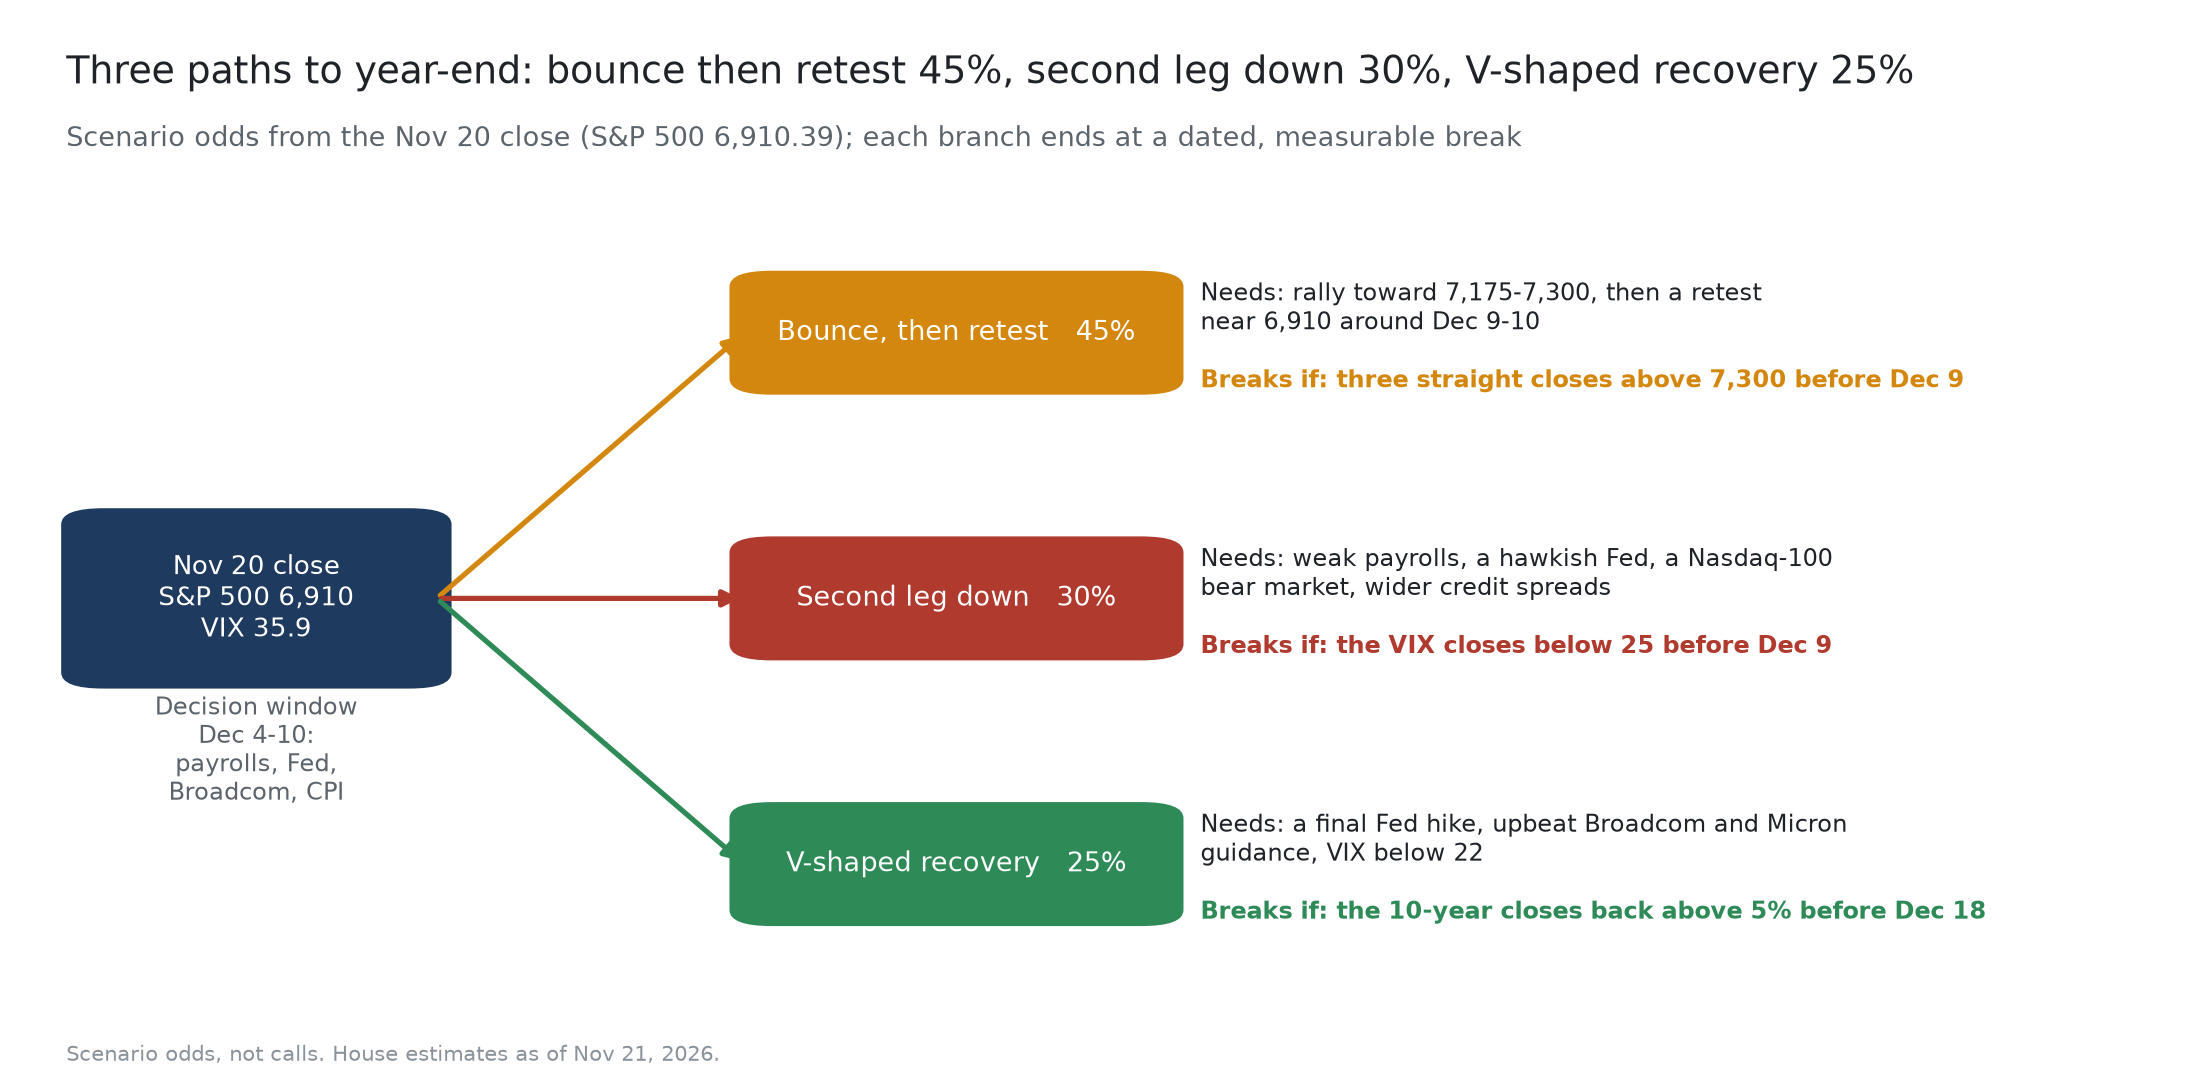 Three paths to year-end: bounce then retest 45%, second leg down 30%, V-shaped recovery 25%
Scenario odds from the Nov 20 close (S&P 500 6,910.39); each branch ends at a dated, measurable break
Bounce, then retest 45%
Needs: rally toward 7,175-7,300, then a retest
near 6,910 around Dec 9-10
Breaks if: three straight closes above 7,300 before Dec 9
Nov 20 close
S&P 500 6,910
VIX 35.9
Decision window
Dec 4-10:
payrolls, Fed,
Broadcom, CPI
Second leg down 30%
Needs: weak payrolls, a hawkish Fed, a Nasdaq-100
bear market, wider credit spreads
Breaks if: the VIX closes below 25 before Dec 9
V-shaped recovery 25%
Needs: a final Fed hike, upbeat Broadcom and Micron
guidance, VIX below 22
Breaks if: the 10-year closes back above 5% before Dec 18
Scenario odds, not calls. House estimates as of Nov 21, 2026.